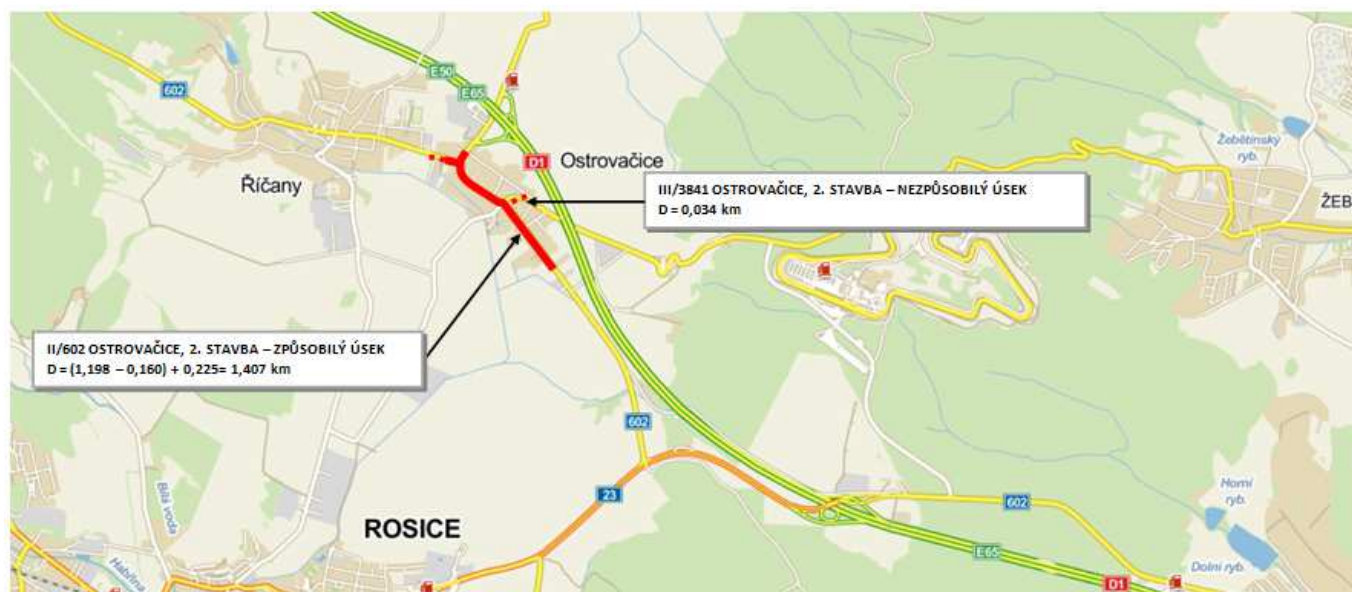 E50
E65
602
Žebětínský
ryb.
D1
Ostrovačice
Říčany
III/3841 OSTROVAČICE, 2. STAVBA – NEZPŮSOBILÝ ÚSEK
D = 0,034 km
ŽEB
II/602 OSTROVAČICE, 2. STAVBA – ZPŮSOBILÝ ÚSEK
D = (1,198 – 0,160) + 0,225= 1,407 km
602
23
602
Horní
ryb.
Bílá voda
ROSICE
E65
Habřina
Dolní ryb.
D1